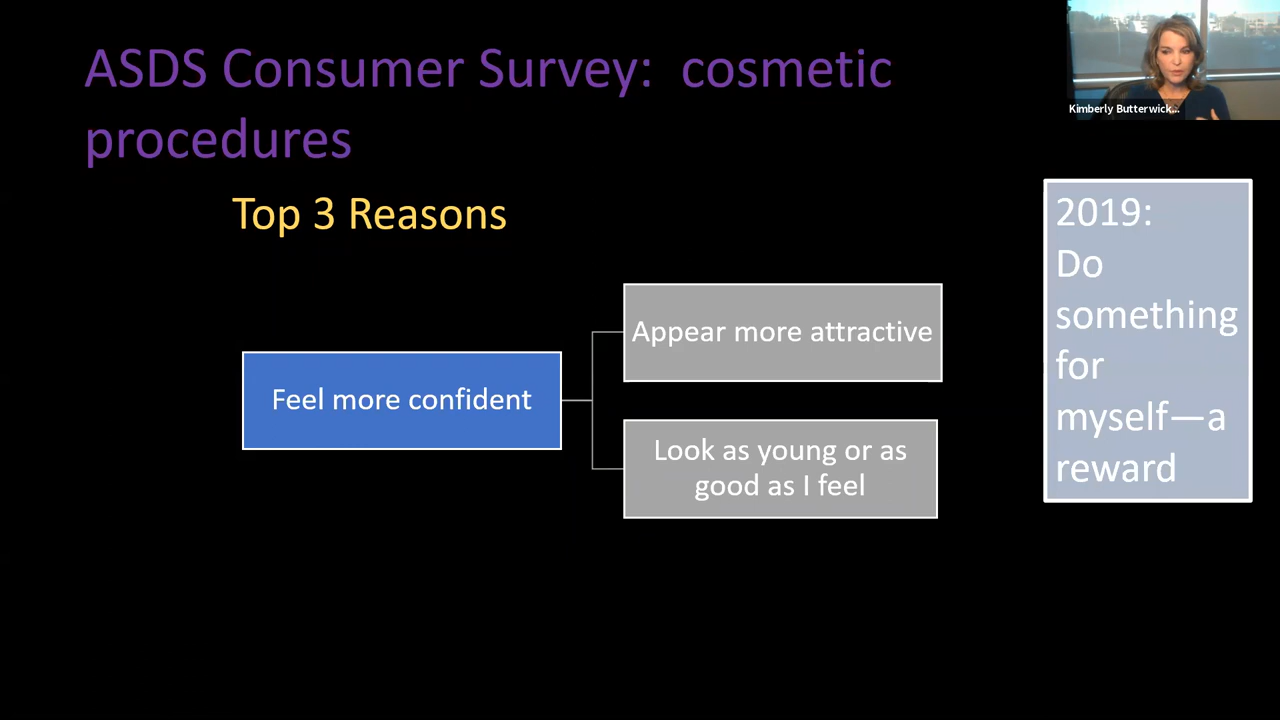 ASDS Consumer Survey:  cosmetic
procedures
Kimberly Butterwick...
Top 3 Reasons
Feel more confident
Appear more attractive
Look as young or as
good as I feel
2019:
Do
something
for
myself—a
reward